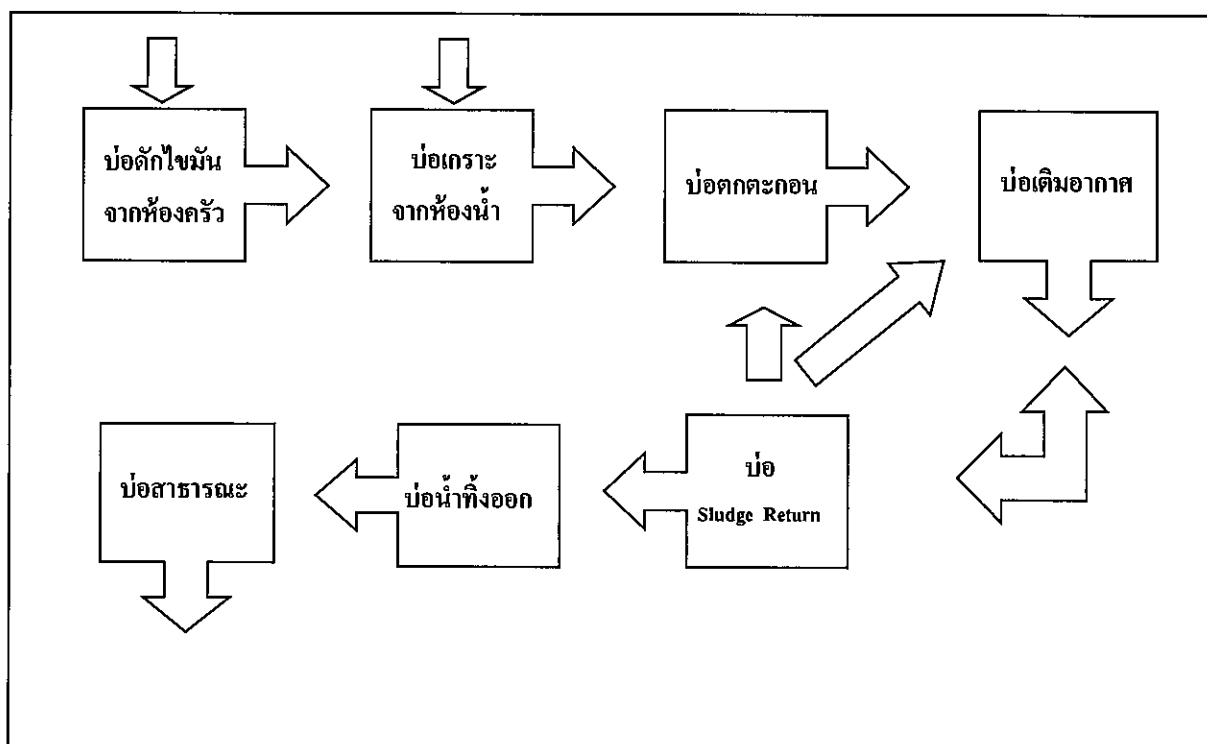 บ่อดักไขมัน
จากห้องครัว
บ่อเกราะ
จากห้องน้ำ
บ่อตกตะกอน
บ่อเติมอากาศ
บ่อสาธารณะ
บ่อน้ำทิ้งออก
บ่อ
Sludge Return